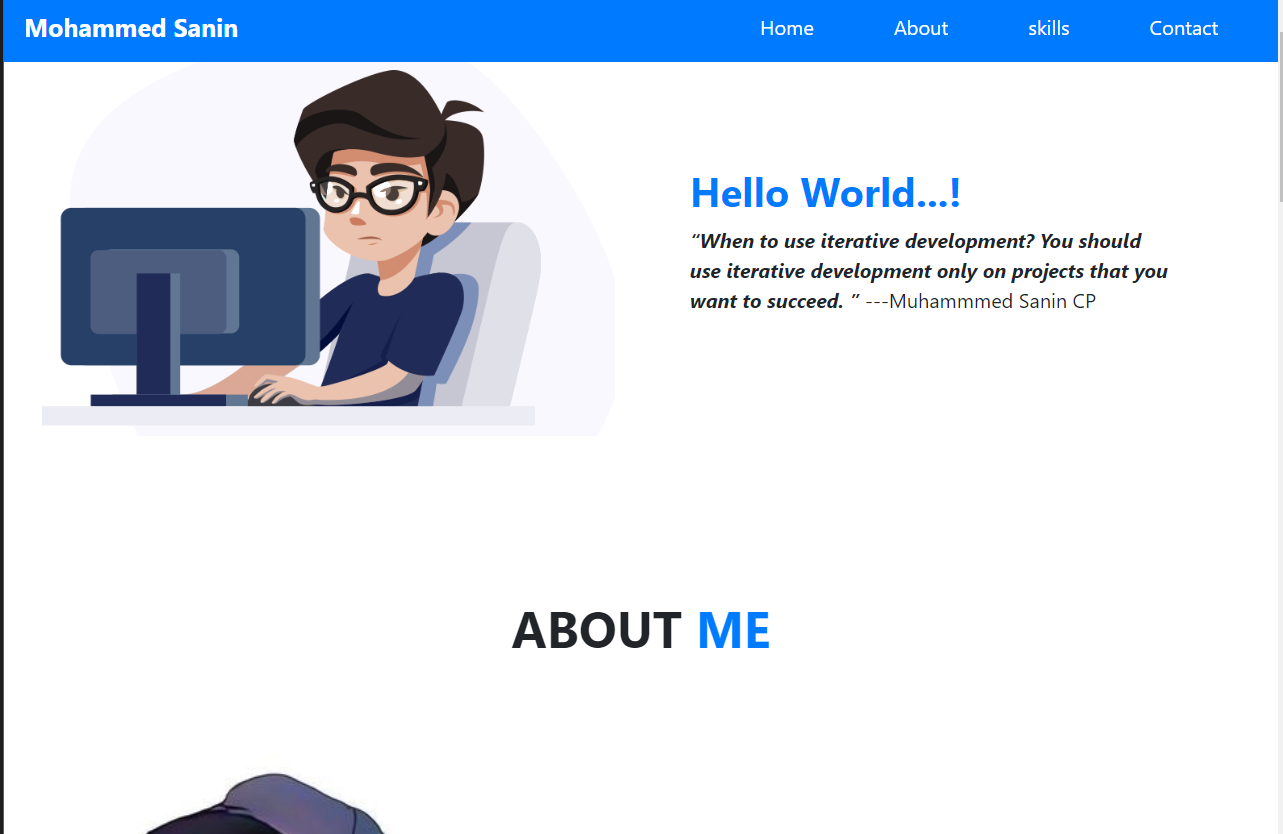 Mohammed Sanin
Home About skills Contact
Hello World...!
“When to use iterative development? You should
use iterative development only on projects that you
want to succeed. ” ---Muhammmed Sanin CP
ABOUT ME